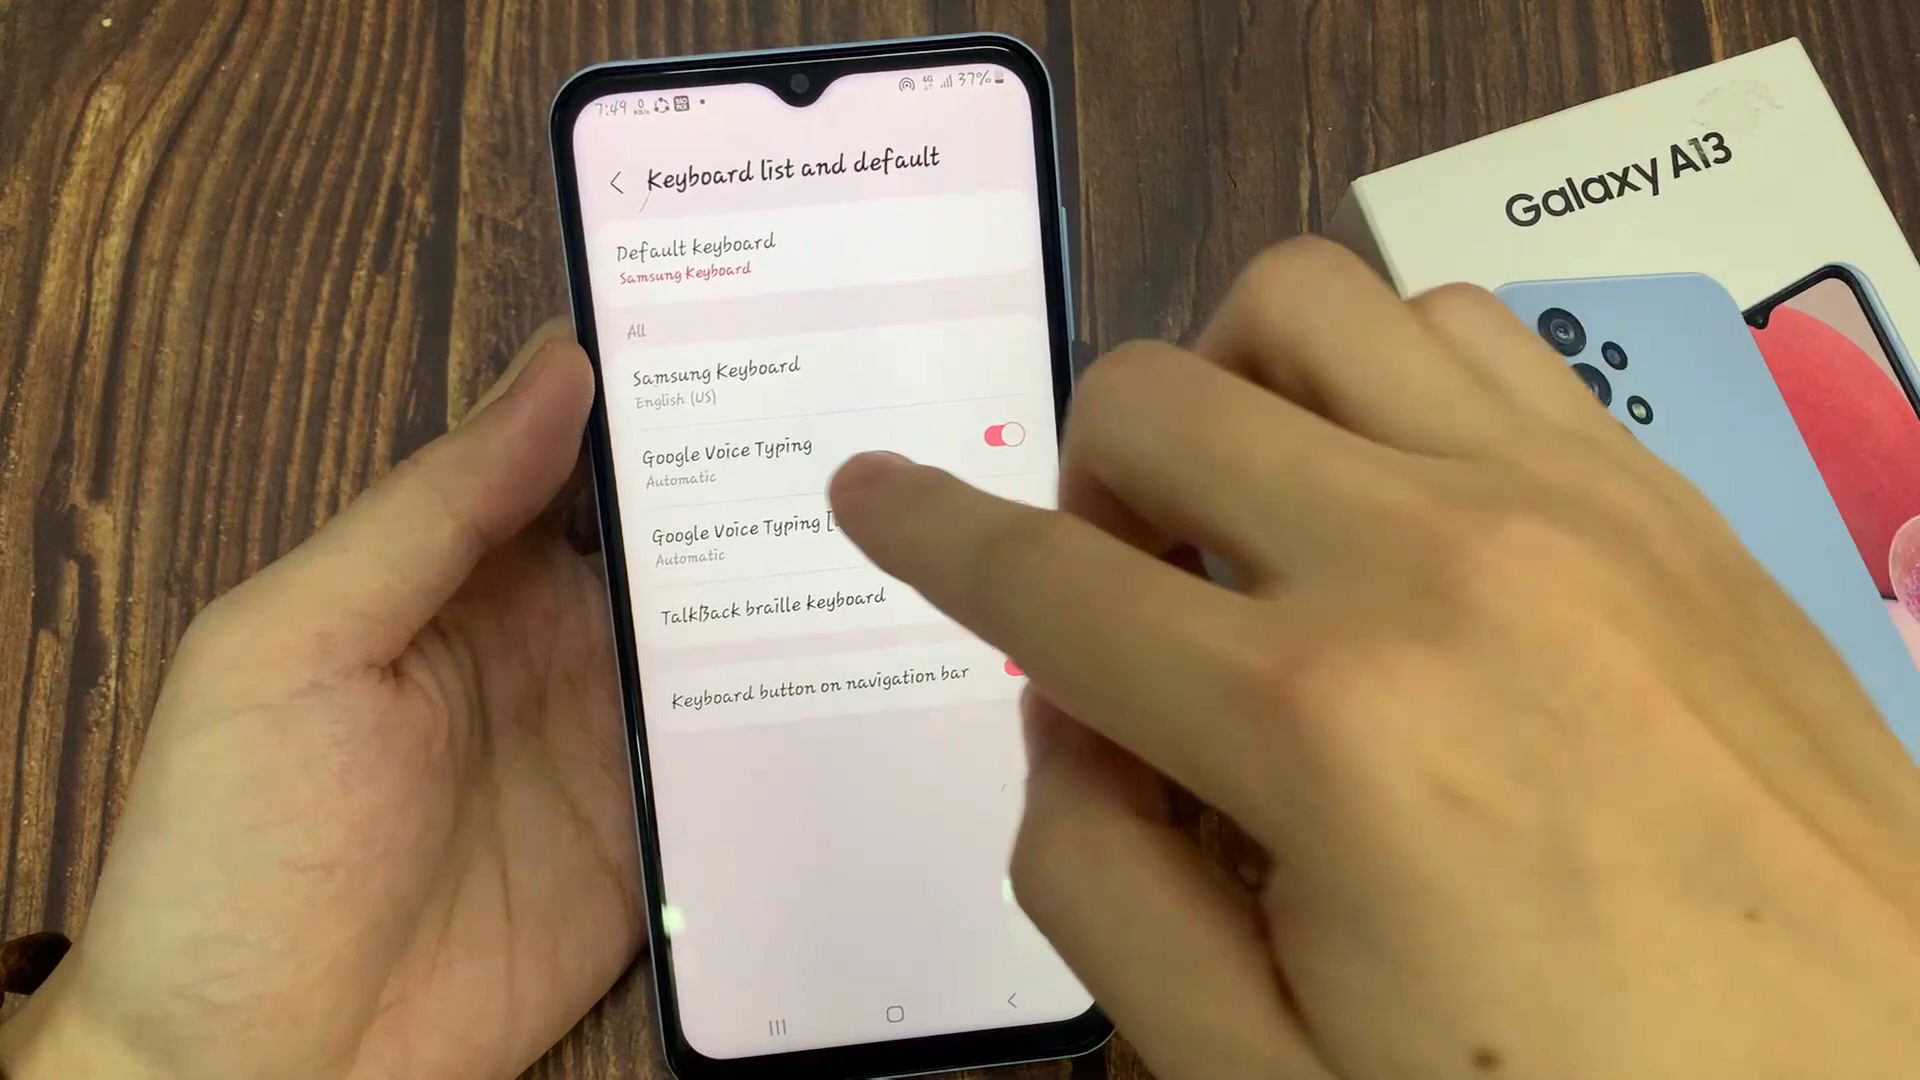 7:49
4G 37%
Keyboard list and default
Default keyboard
Samsung Keyboard
All
Samsung Keyboard
English (US)
Google Voice Typing
Automatic
Google Voice Typing [
Automatic
TalkBack braille keyboard
Keyboard button on navigation bar
Galaxy A13